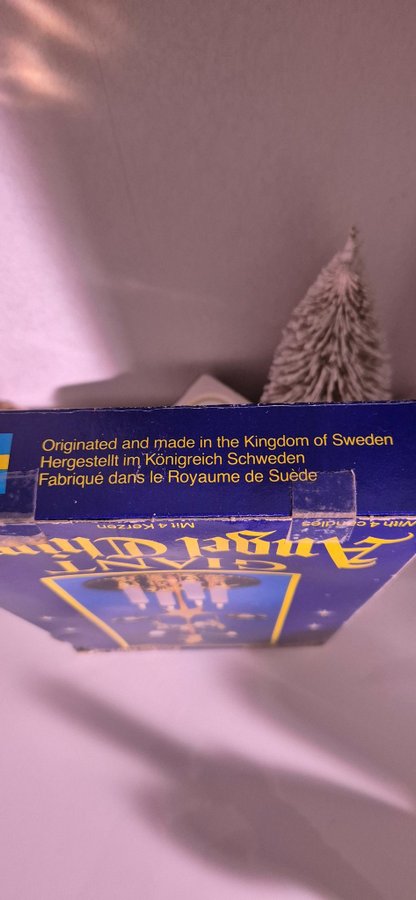 Originated and made in the Kingdom of Sweden
Hergestellt im Königreich Schweden
Fabriqué dans le Royaume de Suède
With 4 candles
Mit 4 Kerzen
Angel Chim
GIANT